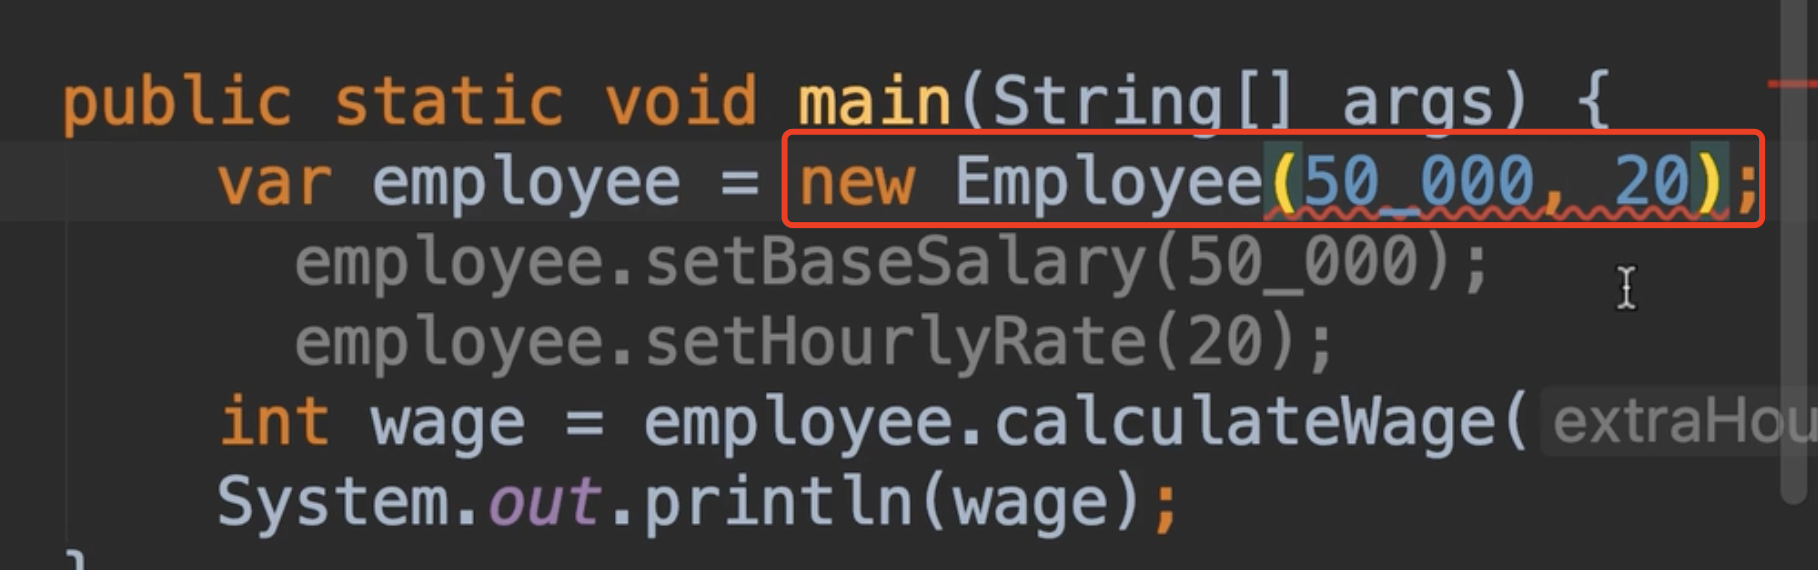 public static void main(String[] args) {
var employee = new Employee(50_000, 20);
employee.setBaseSalary(50_000);
employee.setHourlyRate(20);
int wage = employee.calculateWage( extraHou
System.out.println(wage);
}